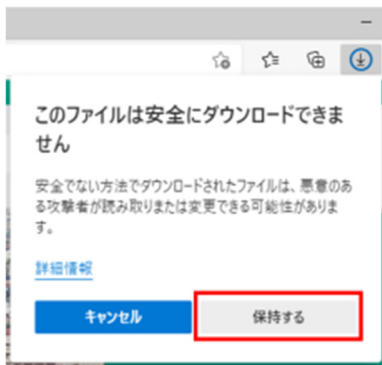 このファイルは安全にダウンロードできま
せん
安全でない方法でダウンロードされたファイルは、悪意のあ
る攻撃者が読み取りまたは変更できる可能性がありま
す。
詳細情報
キャンセル 保持する